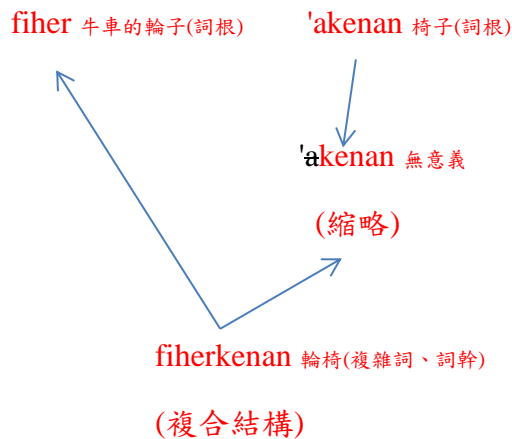 fiher 牛車的輪子(詞根) 'akenan 椅子(詞根)
'akenan 無意義
(縮略)
fiherkenan 輪椅(複雜詞、詞幹)
(複合結構)